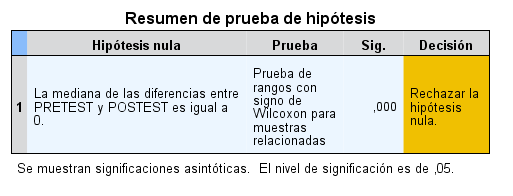 Resumen de prueba de hipótesis
Hipótesis nula Prueba Sig. Decisión
1
La mediana de las diferencias entre
PRETEST y POSTEST es igual a
0.
Prueba de
rangos con
signo de
Wilcoxon para
muestras
relacionadas
,000
Rechazar la
hipótesis
nula.
Se muestran significaciones asintóticas. El nivel de significación es de ,05.